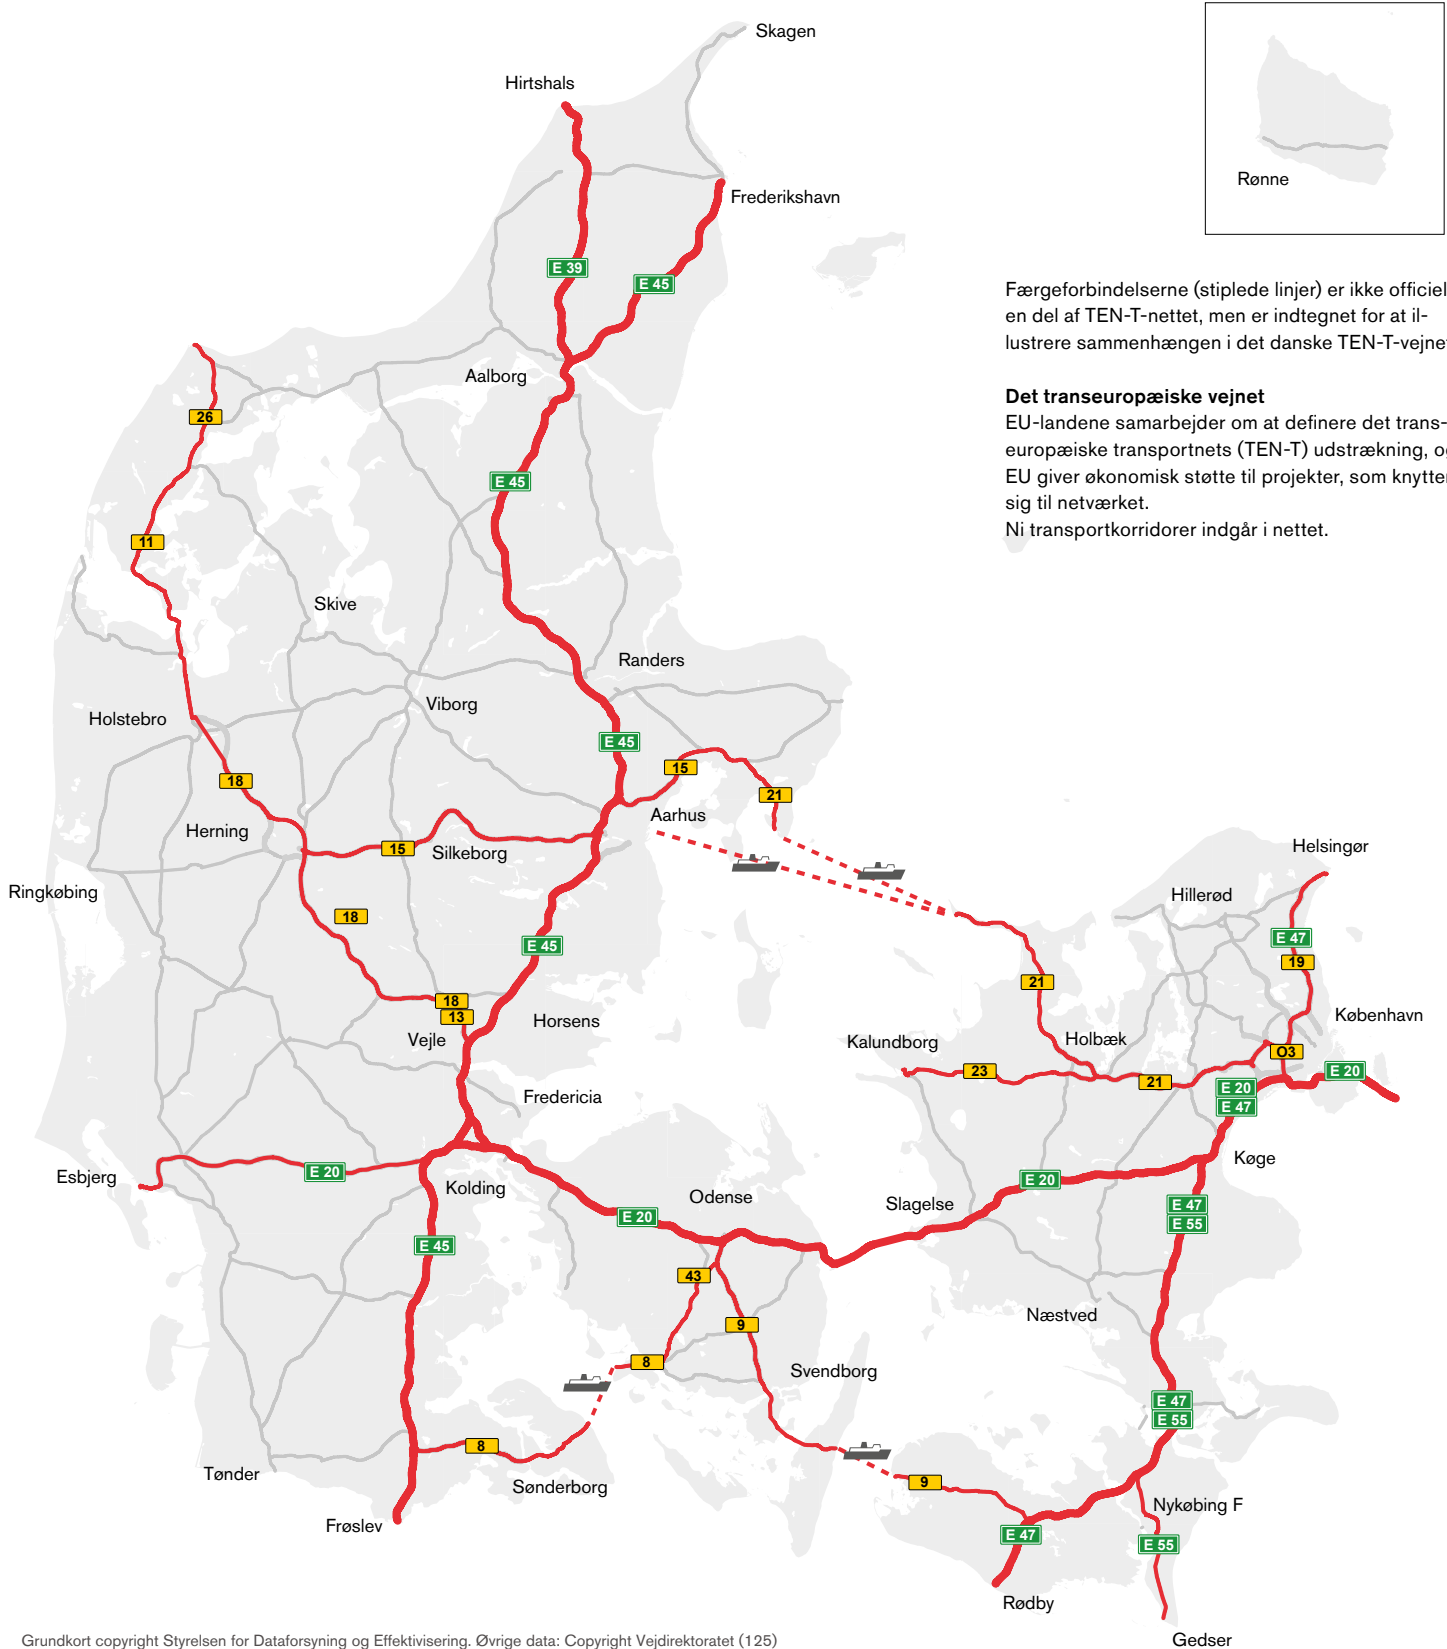 Skagen
Hirtshals
Rønne
Frederikshavn
E 39
E 45
Færgeforbindelserne (stiplede linjer) er ikke officiel
en del af TEN-T-nettet, men er indtegnet for at il-
lustrere sammenhængen i det danske TEN-T-vejne
Aalborg
Det transeuropæiske vejnet
EU-landene samarbejder om at definere det trans-
europæiske transportnets (TEN-T) udstrækning, og
EU giver økonomisk støtte til projekter, som knytter
sig til netværket.
Ni transportkorridorer indgår i nettet.
26
E 45
11
Skive
Randers
Viborg
Holstebro
E 45
15
18
21
Aarhus
Herning
15
Silkeborg
Helsingør
Ringkøbing
Hillerød
18
E 47
E 45
19
21
18
13
Horsens
København
Vejle
Kalundborg
Holbæk
O3
23
21
E 20
E 20
E 47
Fredericia
Køge
Esbjerg
E 20
Kolding
Odense
Slagelse
E 20
E 20
E 47
E 55
E 45
43
Næstved
9
8
Svendborg
E 47
E 55
8
Tønder
Sønderborg
9
Nykøbing F
Frøslev
E 47
E 55
Rødby
Gedser
Grundkort copyright Styrelsen for Dataforsyning og Effektivisering. Øvrige data: Copyright Vejdirektoratet (125)